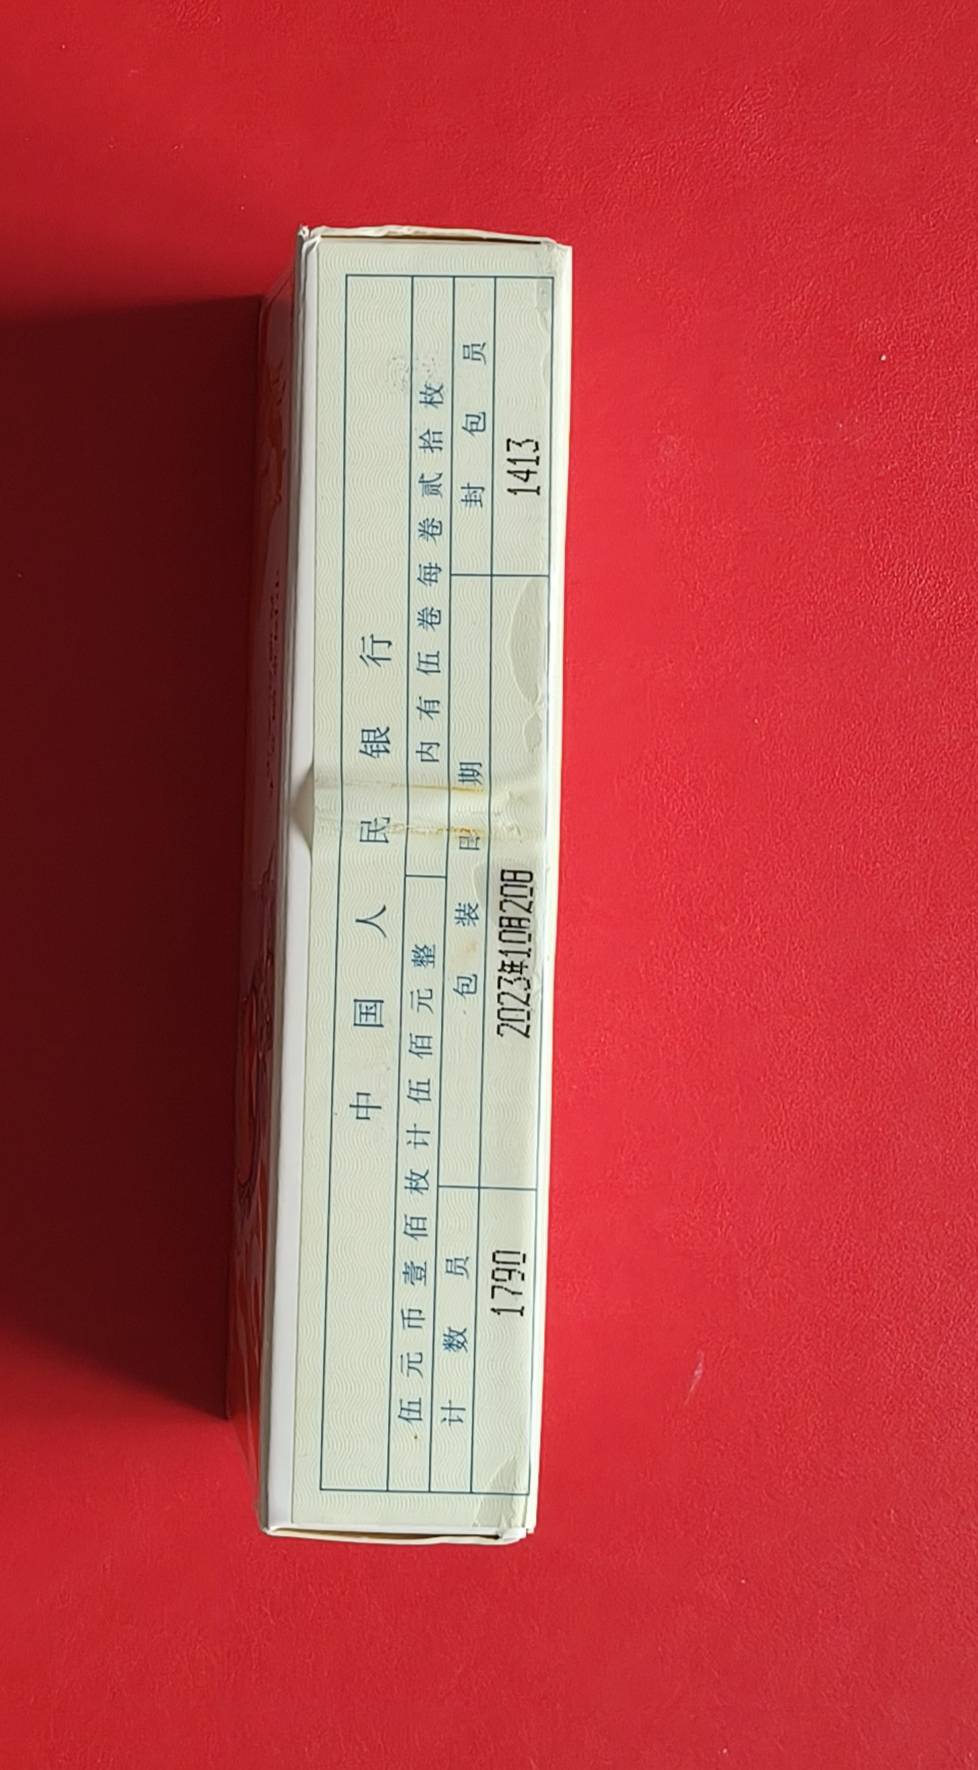 中国人民银行
伍元币壹佰枚计伍佰元整 内有伍卷每卷贰拾枚
计数员 包装日期 封包员
1790 2023年10月20日 1413